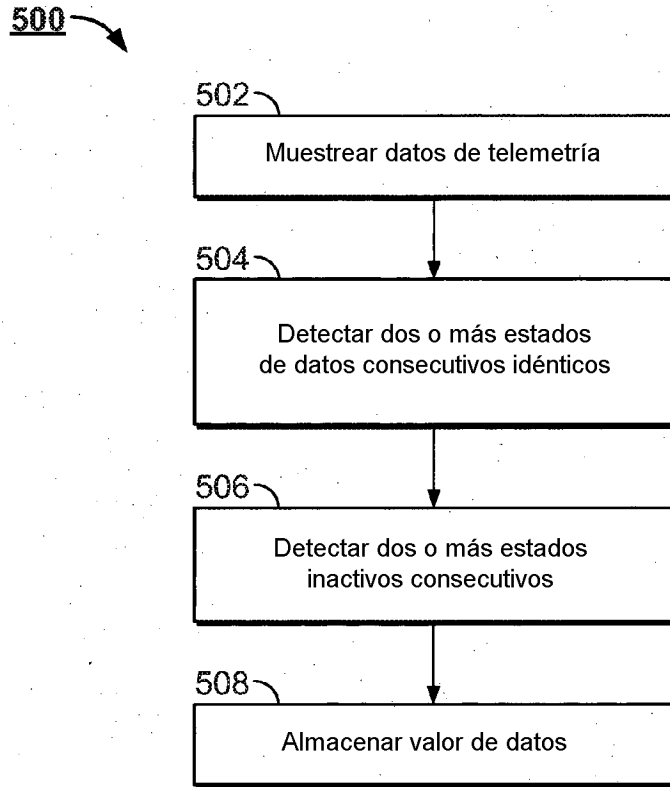 500
502
Muestrear datos de telemetría
504
Detectar dos o más estados
de datos consecutivos idénticos
506
Detectar dos o más estados
inactivos consecutivos
508
Almacenar valor de datos